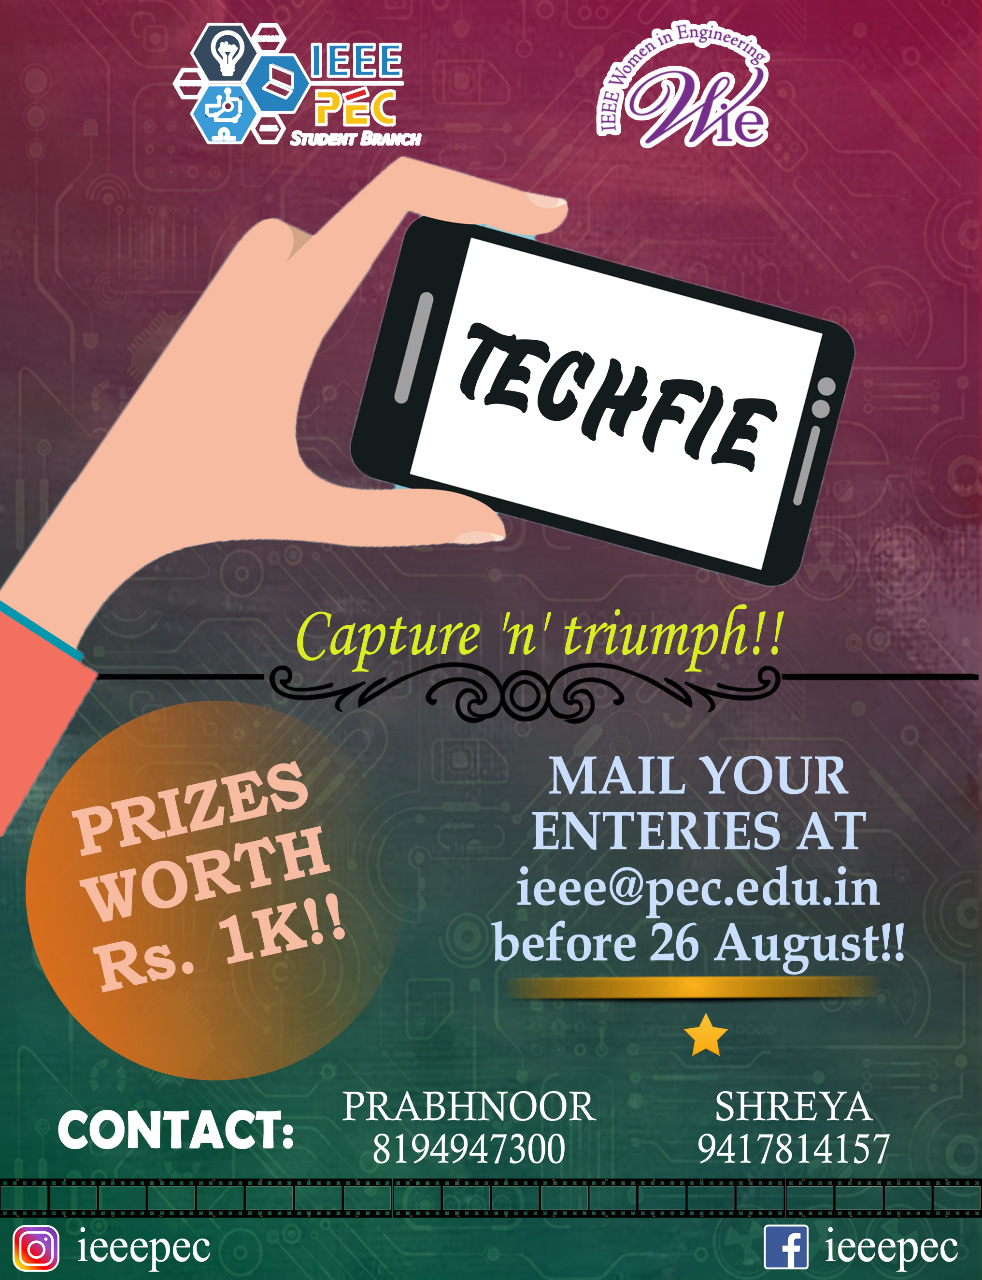 IEEE
PEC
STUDENT BRANCH
IEEE Women in Engineering
Wie
TECHFIE
Capture 'n' triumph!!
PRIZES
WORTH
Rs. 1K!!
MAIL YOUR
ENTERIES AT
ieee@pec.edu.in
before 26 August!!
CONTACT:
PRABHNOOR
8194947300
SHREYA
9417814157
ieeepec
ieeepec